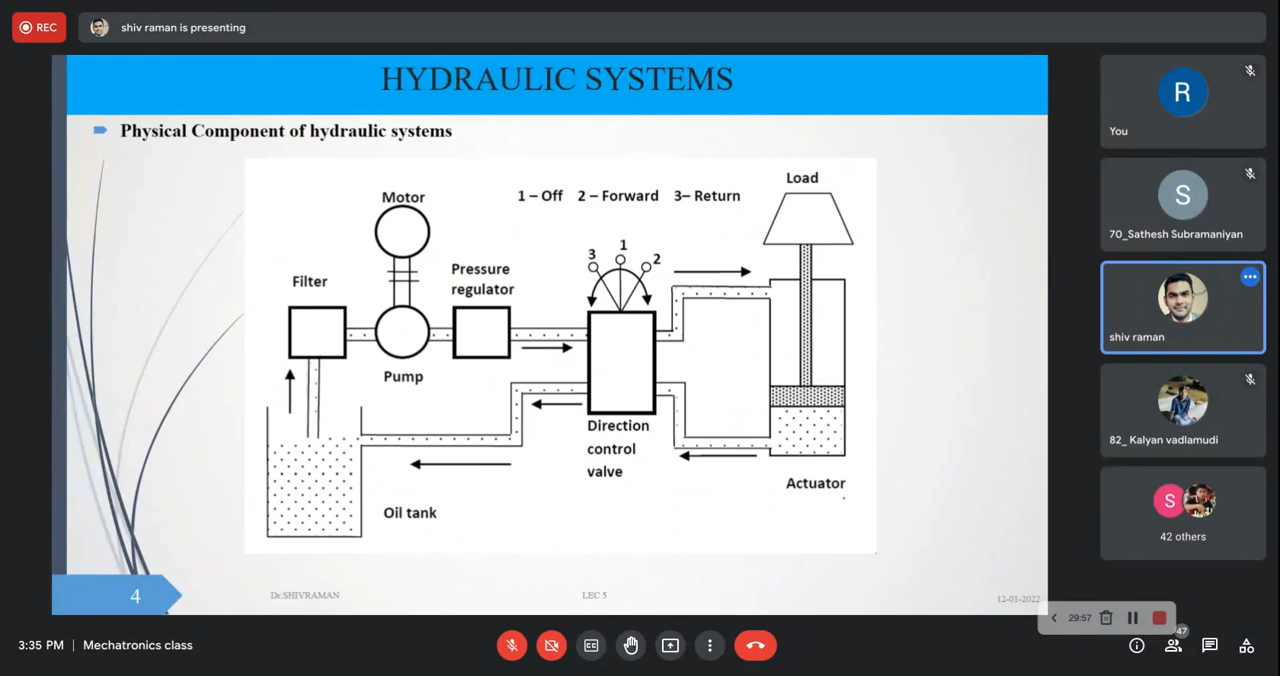 REC
shiv raman is presenting
HYDRAULIC SYSTEMS
Physical Component of hydraulic systems
Load
Motor
1 – Off 2 – Forward 3– Return
3 1 2
Filter
Pressure
regulator
Pump
Direction
control
valve
Actuator
Oil tank
4
Dr.SHIVRAMAN
LEC 5
12-01-2022
R
You
S
70_Sathesh Subramaniyan
shiv raman
82_ Kalyan vadlamudi
S
42 others
29:57
3:35 PM | Mechatronics class
CC
47